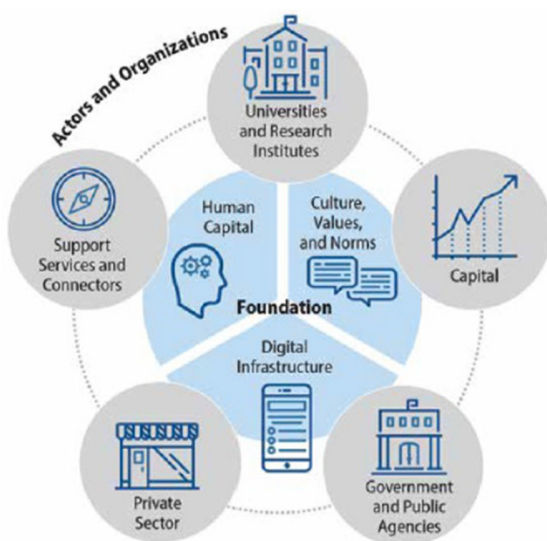 Actors and Organizations
Universities
and Research
Institutes
Human
Capital
Culture,
Values,
and Norms
Support
Services and
Connectors
Capital
Foundation
Digital
Infrastructure
Private
Sector
Government
and Public
Agencies